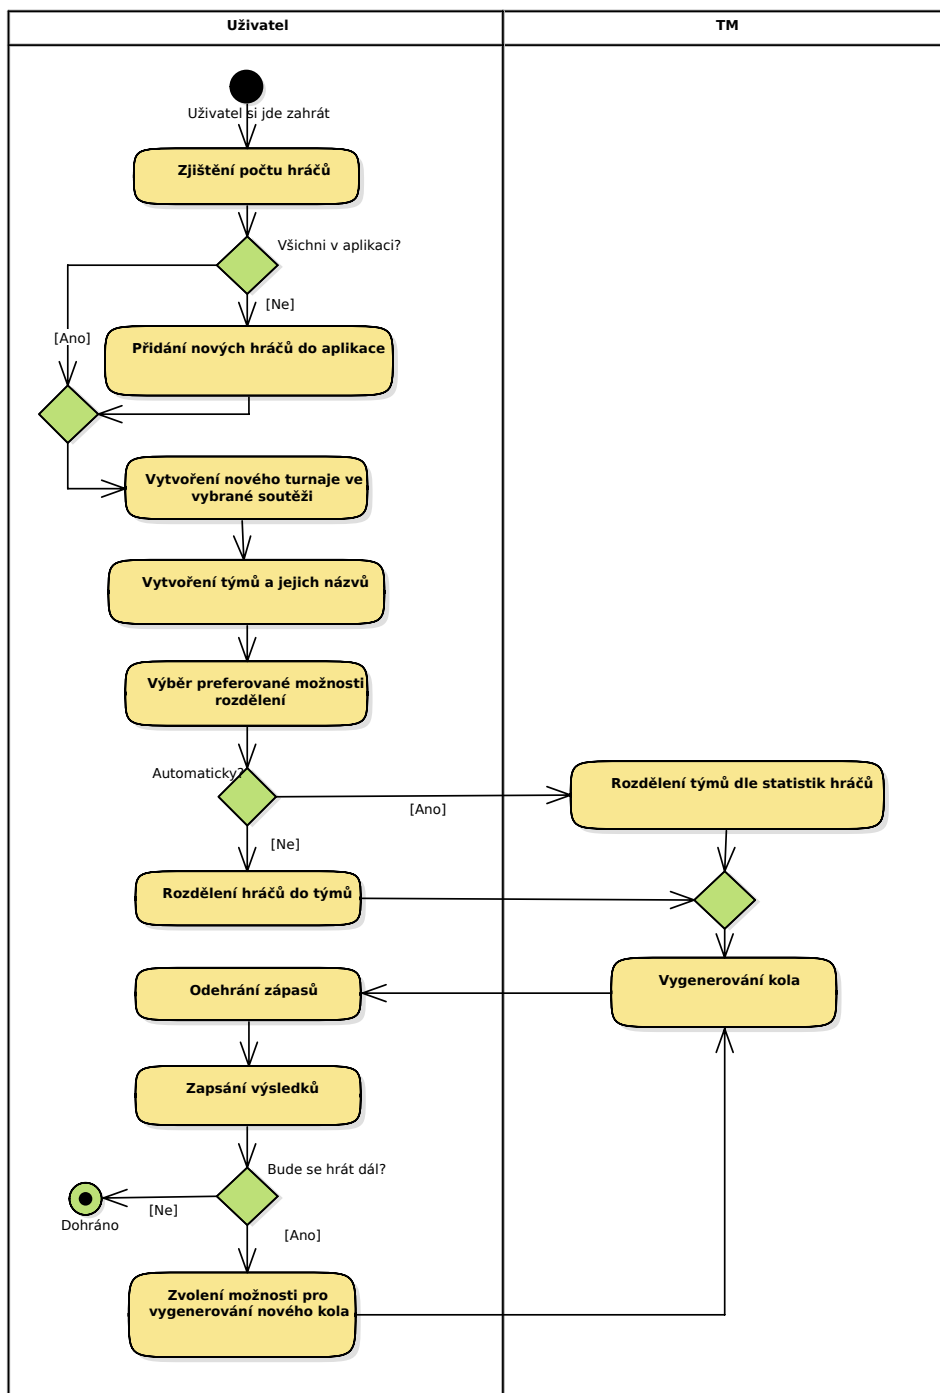 Uživatel
TM
Uživatel si jde zahrát
Zjištění počtu hráčů
Všichni v aplikaci?
[Ne]
[Ano]
Přidání nových hráčů do aplikace
Vytvoření nového turnaje ve
vybrané soutěži
Vytvoření týmů a jejich názvů
Výběr preferované možnosti
rozdělení
Automaticky?
[Ano]
Rozdělení týmů dle statistik hráčů
[Ne]
Rozdělení hráčů do týmů
Vygenerování kola
Odehrání zápasů
Zapsání výsledků
Bude se hrát dál?
[Ne]
Dohráno
[Ano]
Zvolení možnosti pro
vygenerování nového kola